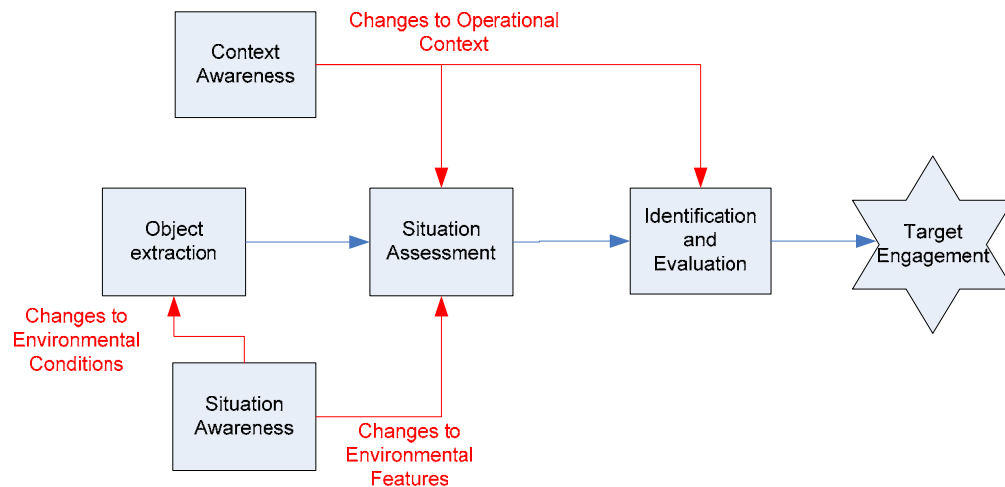 Changes to Operational
Context
Context
Awareness
Object
extraction
Situation
Assessment
Identification
and
Evaluation
Target
Engagement
Changes to
Environmental
Conditions
Situation
Awareness
Changes to
Environmental
Features